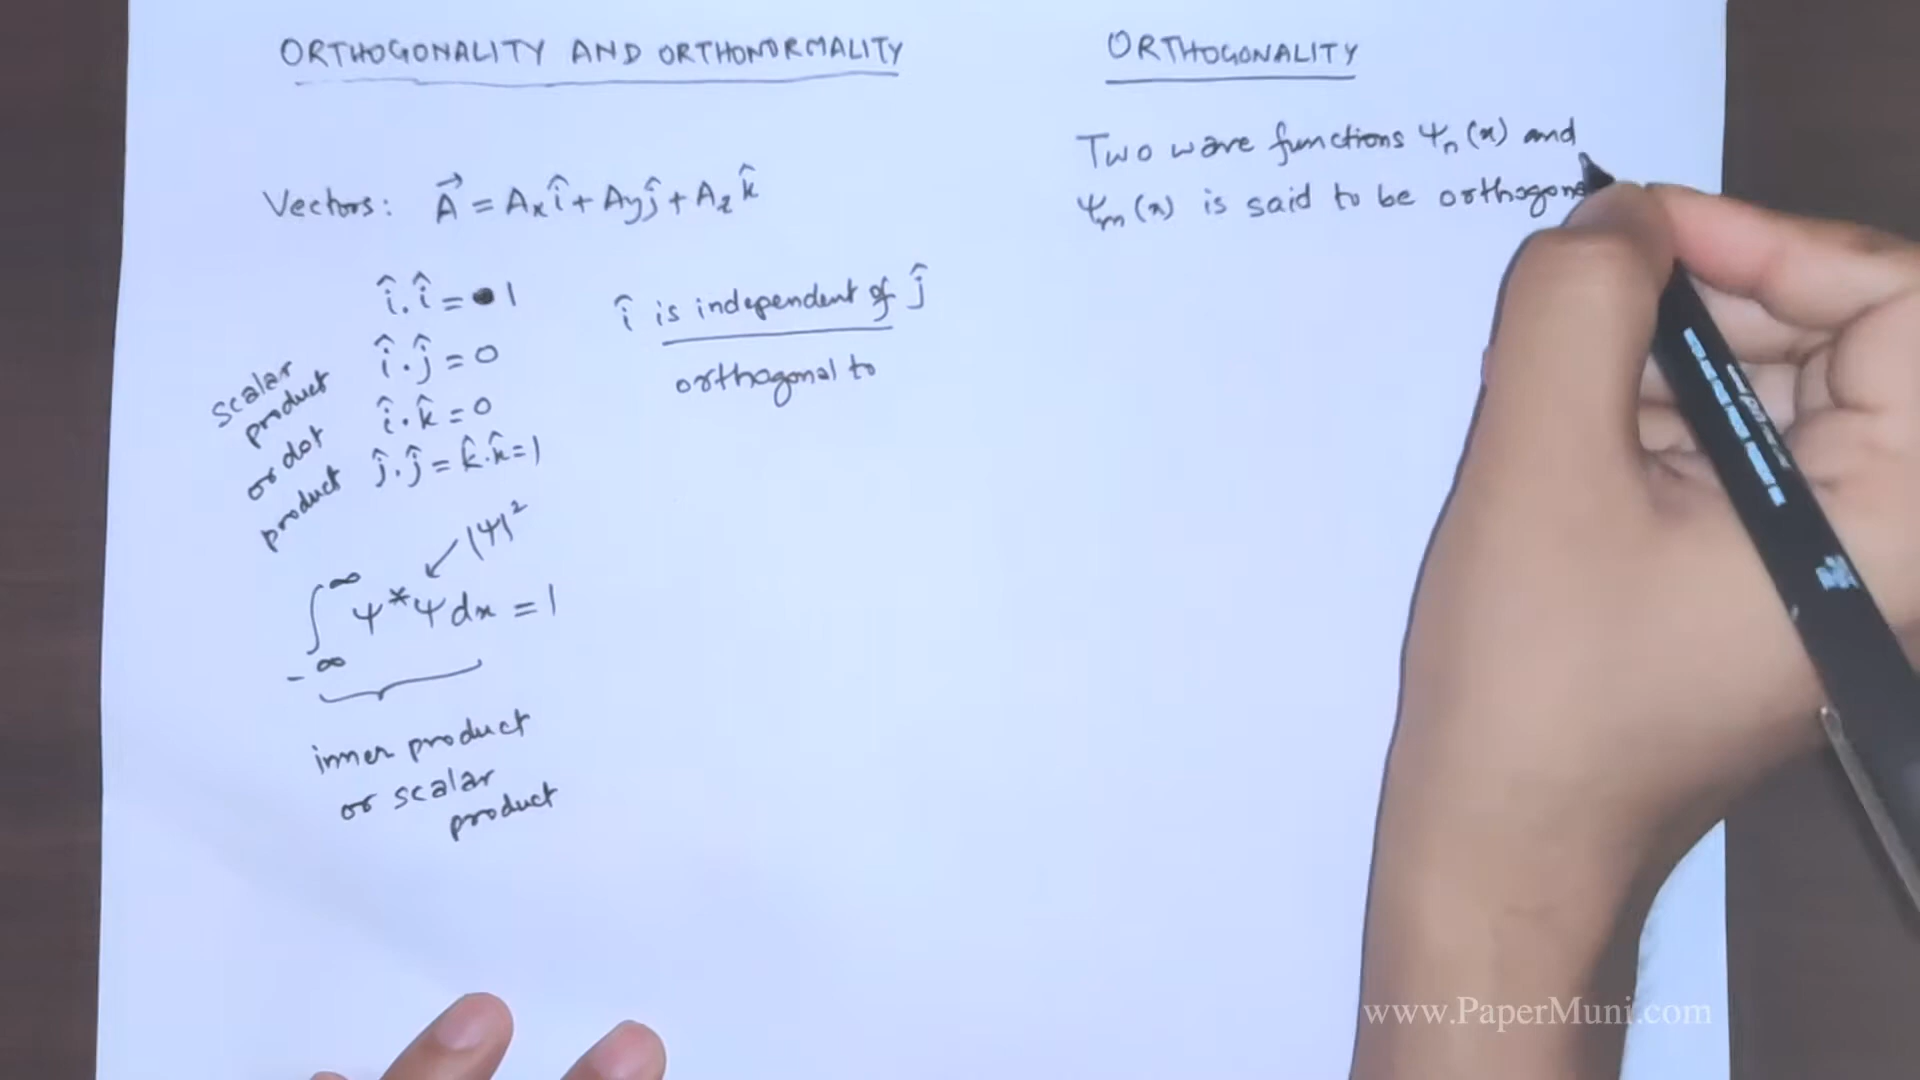 ORTHOGONALITY AND ORTHONORMALITY
Vectors: A⃗ = Aₓî + Ayĵ + A_z k̂
î.î = 1
î.ĵ = 0
î.k̂ = 0
ĵ.ĵ = k̂.k̂ = 1
scalar
product
or dot
product
î is independent of ĵ
orthogonal to
|ψ|²
∫_{-∞}^{∞} ψ*ψ dx = 1
inner product
or scalar
product
ORTHOGONALITY
Two wave functions ψₙ(x) and
ψₘ(x) is said to be orthogona
www.PaperMuni.com